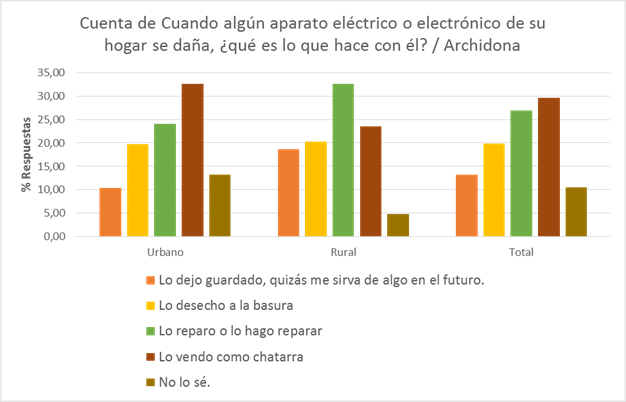 Cuenta de Cuando algún aparato eléctrico o electrónico de su
hogar se daña, ¿qué es lo que hace con él? / Archidona
% Respuestas
35,00
30,00
25,00
20,00
15,00
10,00
5,00
0,00
Urbano Rural Total
Lo dejo guardado, quizás me sirva de algo en el futuro.
Lo desecho a la basura
Lo reparo o lo hago reparar
Lo vendo como chatarra
No lo sé.